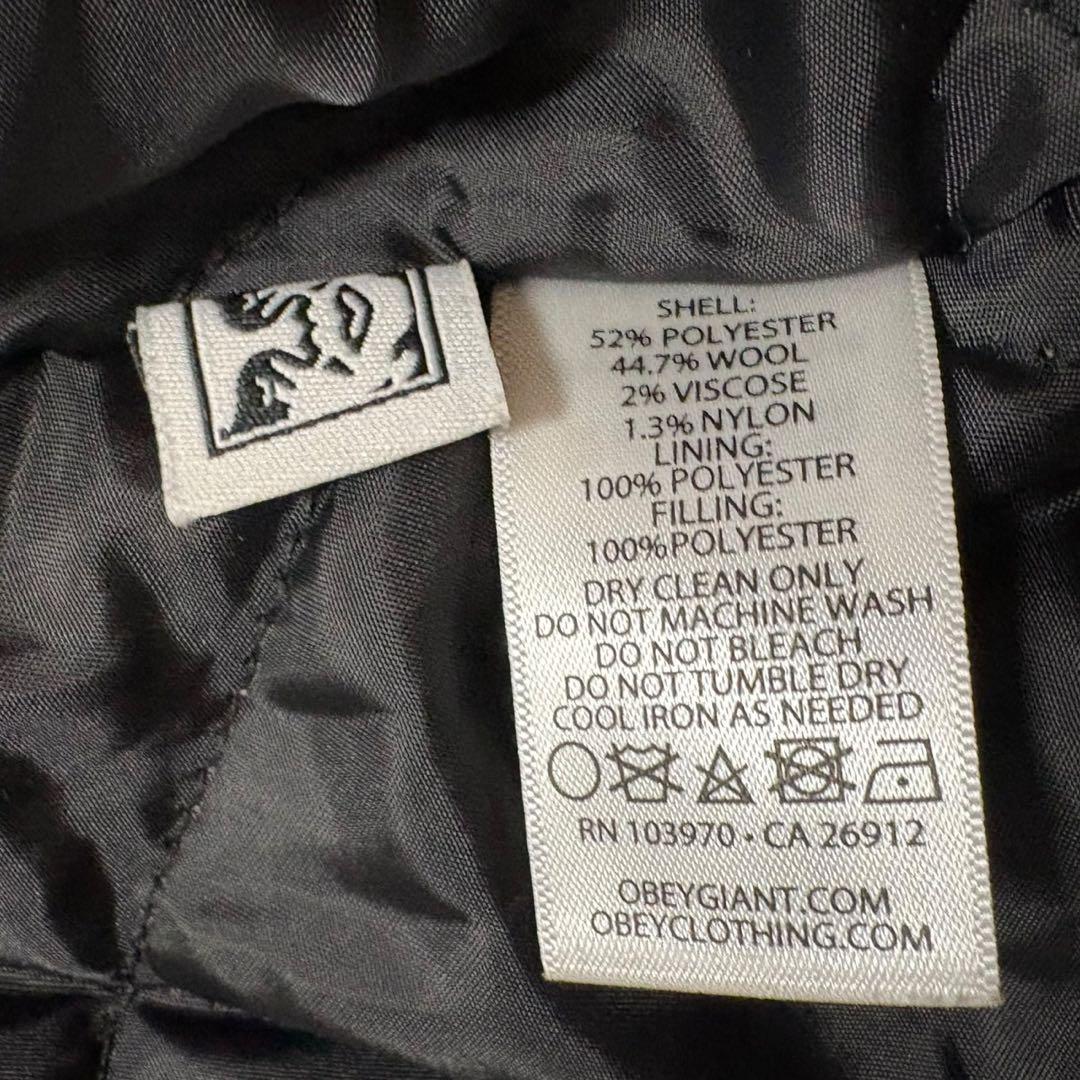 SHELL:
52% POLYESTER
44.7% WOOL
2% VISCOSE
1.3% NYLON
LINING:
100% POLYESTER
FILLING:
100%POLYESTER
DRY CLEAN ONLY
DO NOT MACHINE WASH
DO NOT BLEACH
DO NOT TUMBLE DRY
COOL IRON AS NEEDED
RN 103970 · CA 26912
OBEYGIANT.COM
OBEYCLOTHING.COM